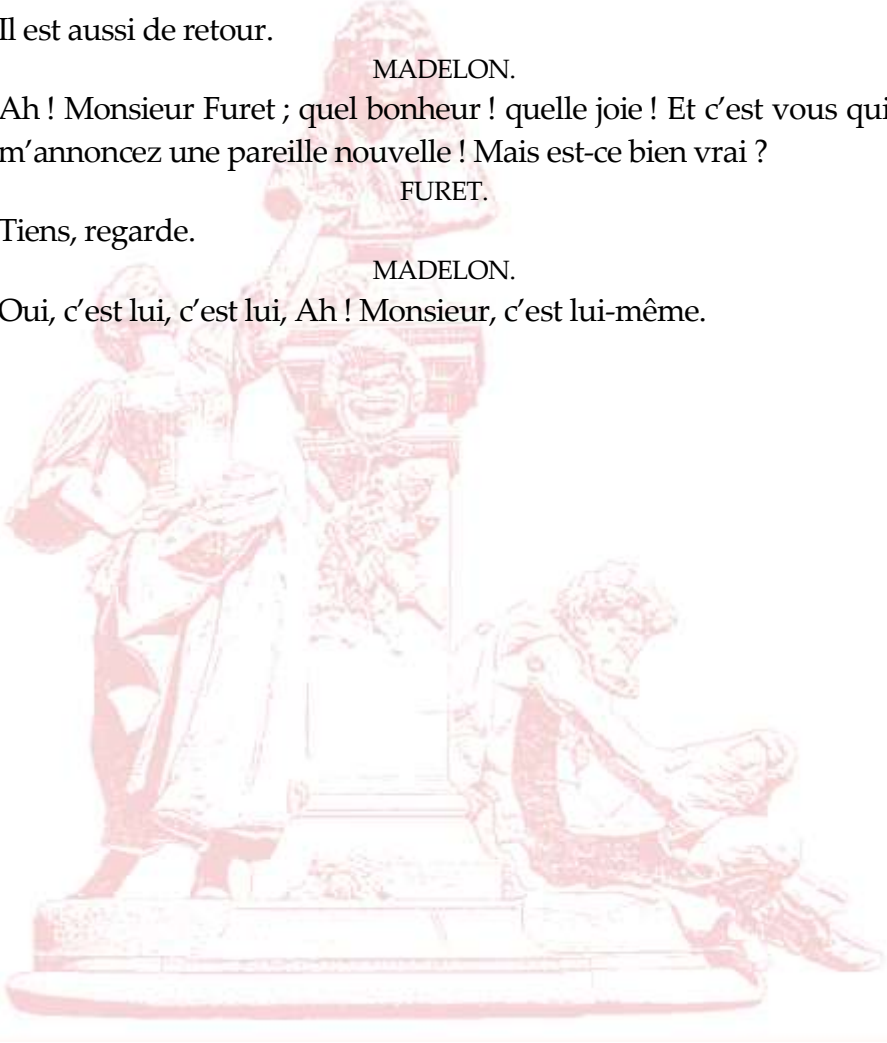 Il est aussi de retour.
MADELON.
Ah ! Monsieur Furet ; quel bonheur ! quelle joie ! Et c’est vous qui
m’annoncez une pareille nouvelle ! Mais est-ce bien vrai ?
FURET.
Tiens, regarde.
MADELON.
Oui, c’est lui, c’est lui, Ah ! Monsieur, c’est lui-même.